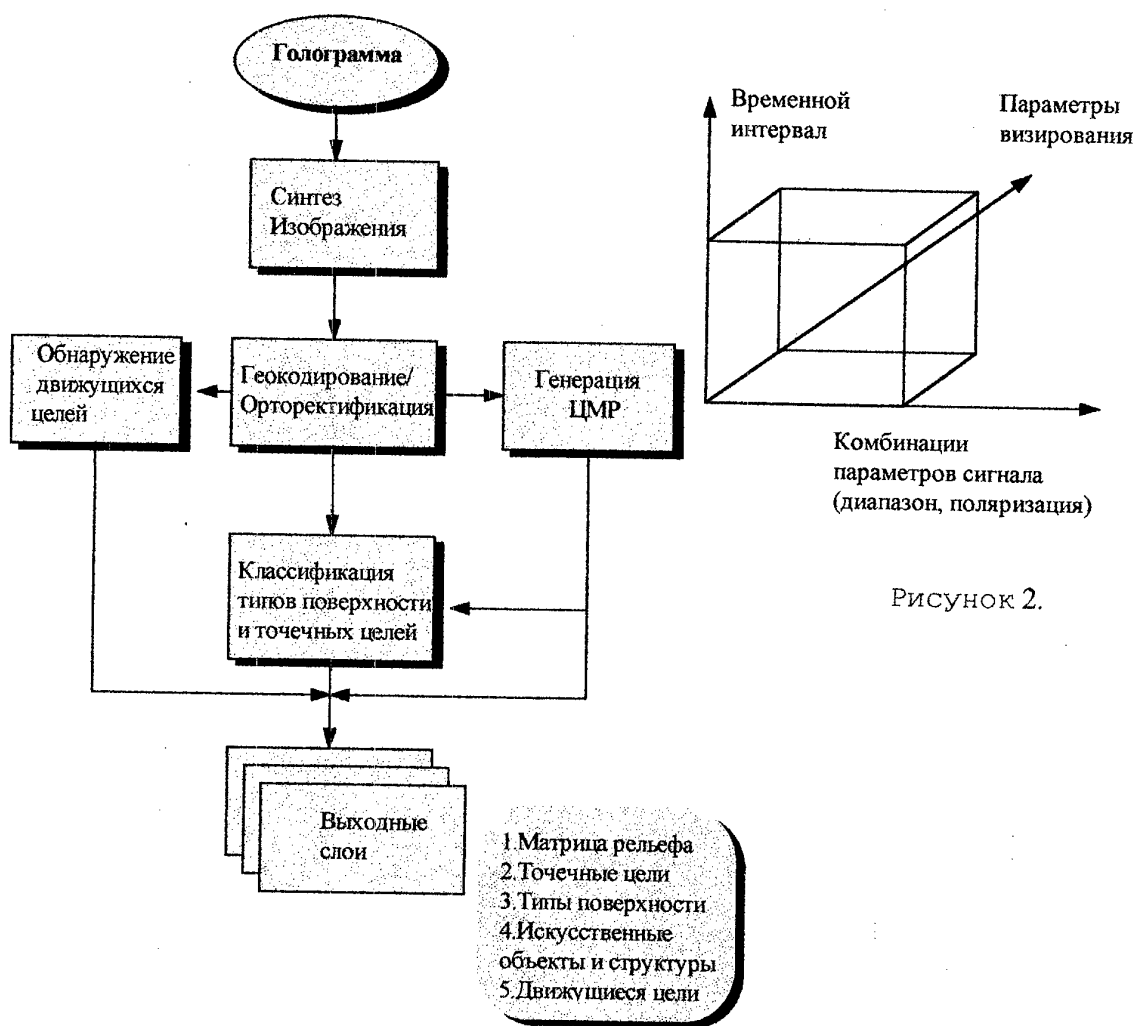 Голограмма
Синтез
Изображения
Обнаружение
движущихся
целей
Геокодирование/
Орторектификация
Генерация
ЦМР
Классификация
типов поверхности
и точечных целей
Выходные
слои
1.Матрица рельефа
2.Точечные цели
3.Типы поверхности
4.Искусственные
объекты и структуры
5.Движущиеся цели
Временной
интервал
Параметры
визирования
Комбинации
параметров сигнала
(диапазон, поляризация)
Рисунок 2.